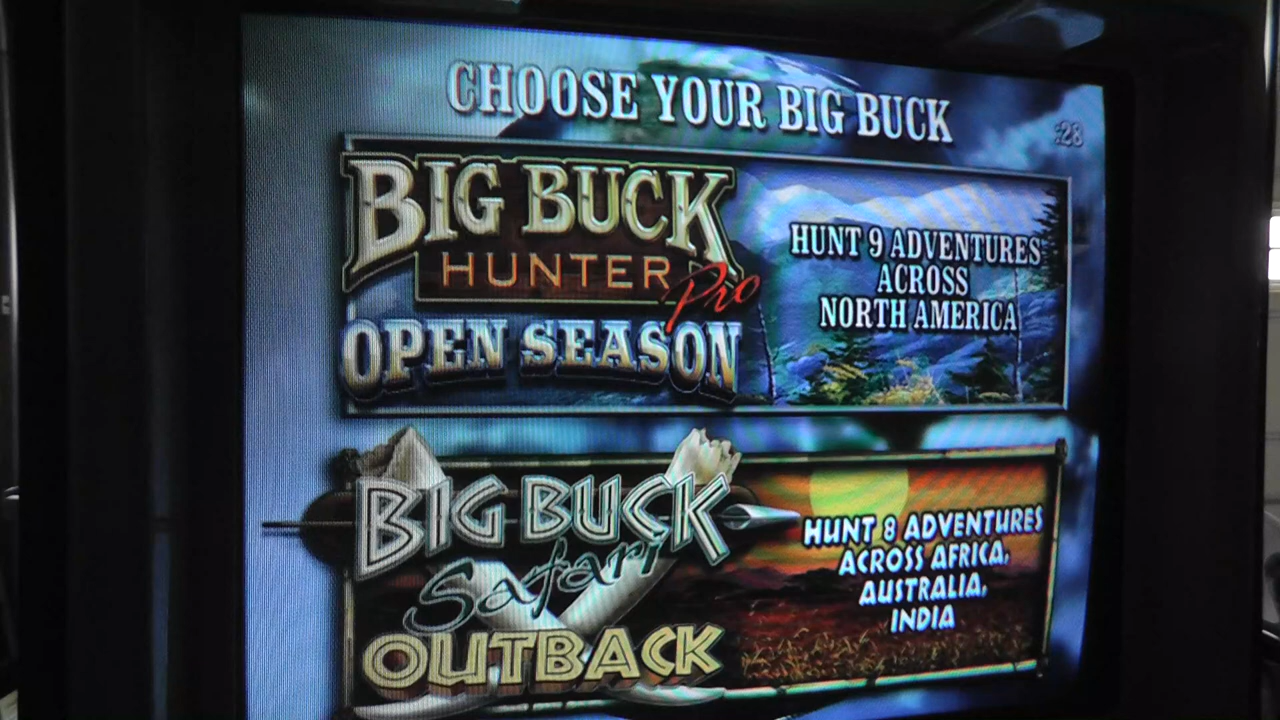 CHOOSE YOUR BIG BUCK
:28
BIG BUCK
HUNTER
Pro
OPEN SEASON
HUNT 9 ADVENTURES
ACROSS
NORTH AMERICA
BIG BUCK
Safari
OUTBACK
HUNT 8 ADVENTURES
ACROSS AFRICA,
AUSTRALIA,
INDIA